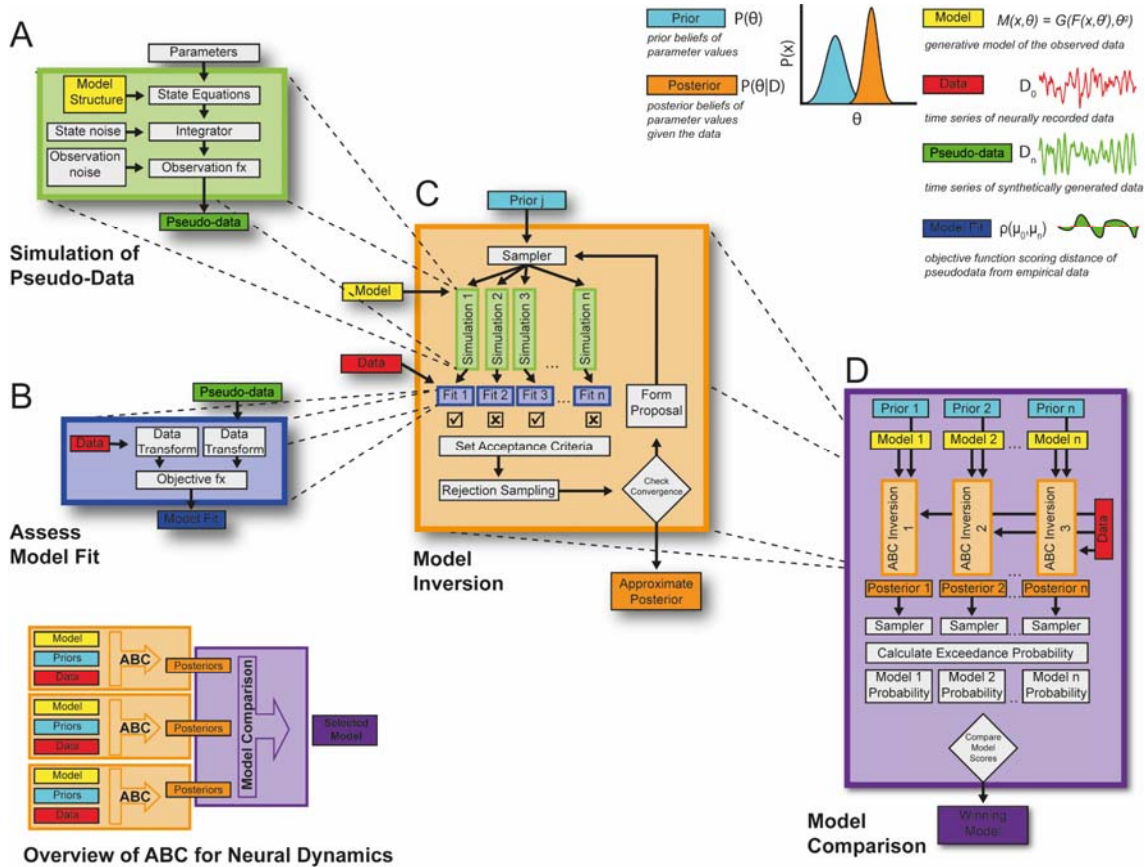 A
Parameters
Model
Structure
State Equations
State noise
Integrator
Observation
noise
Observation fx
Pseudo-data
Simulation of
Pseudo-Data
B
Pseudo-data
Data
Data
Transform
Data
Transform
Objective fx
Model Fit
Assess
Model Fit
C
Prior j
Sampler
Model
Simulation 1
Simulation 2
Simulation 3
...
Simulation n
Data
Fit 1
Fit 2
Fit 3
...
Fit n
Form
Proposal
Set Acceptance Criteria
Rejection Sampling
Check
Convergence
Model
Inversion
Approximate
Posterior
Prior
P(θ)
prior beliefs of
parameter values
Posterior
P(θ|D)
posterior beliefs of
parameter values
given the data
P(x)
θ
Model
M(x,θ) = G(F(x,θᶠ),θᵍ)
generative model of the observed data
Data
D₀
time series of neurally recorded data
Pseudo-data
Dₙ
time series of synthetically generated data
Model Fit
ρ(μ₀,μₙ)
objective function scoring distance of
pseudodata from empirical data
D
Prior 1
Prior 2
Prior n
Model 1
Model 2
...
Model n
ABC Inversion
1
ABC Inversion
2
ABC Inversion
3
Data
...
Posterior 1
Posterior 2
...
Posterior n
Sampler
Sampler
...
Sampler
Calculate Exceedance Probability
Model 1
Probability
Model 2
Probability
...
Model n
Probability
Compare
Model
Scores
Winning
Model
Model
Comparison
Model
Priors
Data
ABC
Posteriors
Model
Priors
Data
ABC
Posteriors
Model
Priors
Data
ABC
Posteriors
Model Comparison
Selected
Model
Overview of ABC for Neural Dynamics